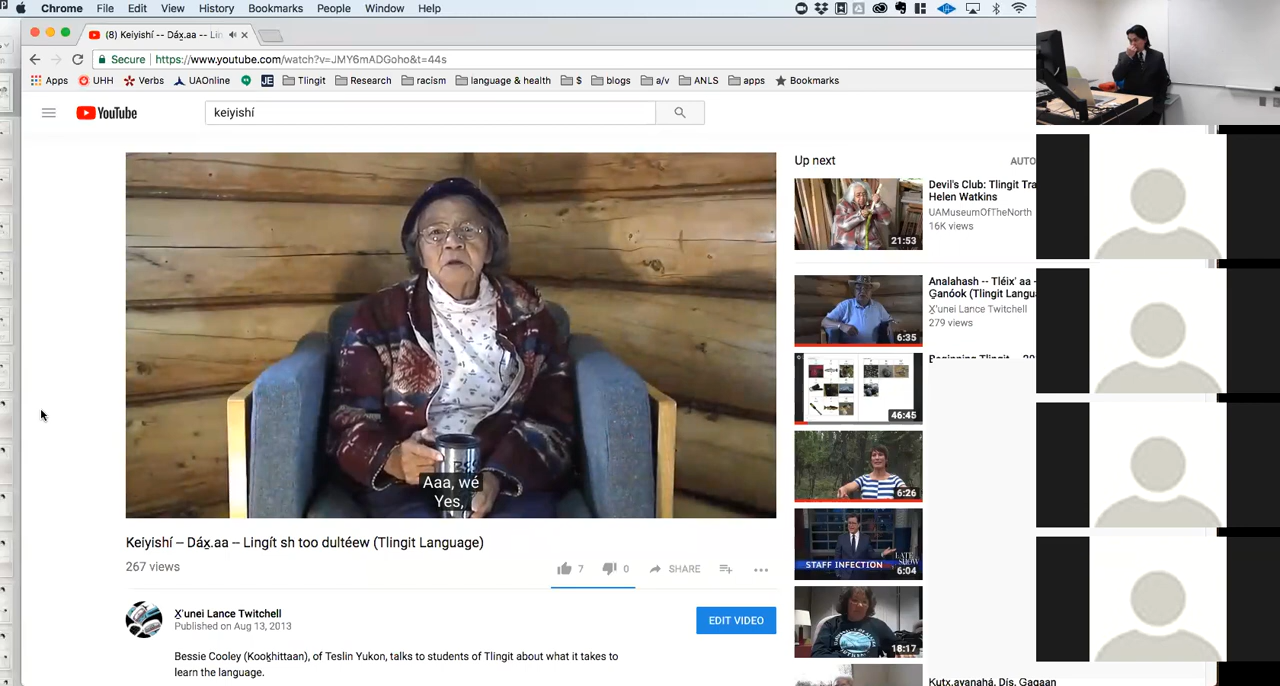 Chrome File Edit View History Bookmarks People Window Help
(8) Keiyishí -- Dáx̱.aa -- Lin
Secure https://www.youtube.com/watch?v=JMY6mADGoho&t=44s
Apps UHH Verbs UAOnline JE Tlingit Research racism language & health $ blogs a/v ANLS apps Bookmarks
YouTube
keiyishí
Aaa, wé
Yes,
Keiyishí – Dáx̱.aa – Lingít sh too dultéew (Tlingit Language)
267 views
7 0 SHARE
X̱'unei Lance Twitchell
Published on Aug 13, 2013
EDIT VIDEO
Bessie Cooley (Kooḵhittaan), of Teslin Yukon, talks to students of Tlingit about what it takes to
learn the language.
Up next
AUTO
21:53
Devil's Club: Tlingit Tra
Helen Watkins
UAMuseumOfTheNorth
16K views
6:35
Analahash -- Tléix' aa -
G̱anóok (Tlingit Langu
X̱'unei Lance Twitchell
279 views
46:45
6:26
LATE SHOW
STAFF INFECTION
6:04
18:17